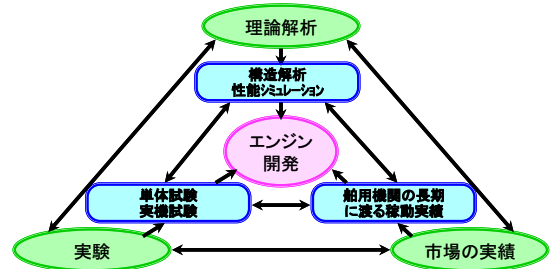 理論解析
構造解析
性能ｼﾐｭﾚｰｼｮﾝ
エンジン
開発
単体試験
実機試験
舶用機関の長期
に渡る稼動実績
実験
市場の実績